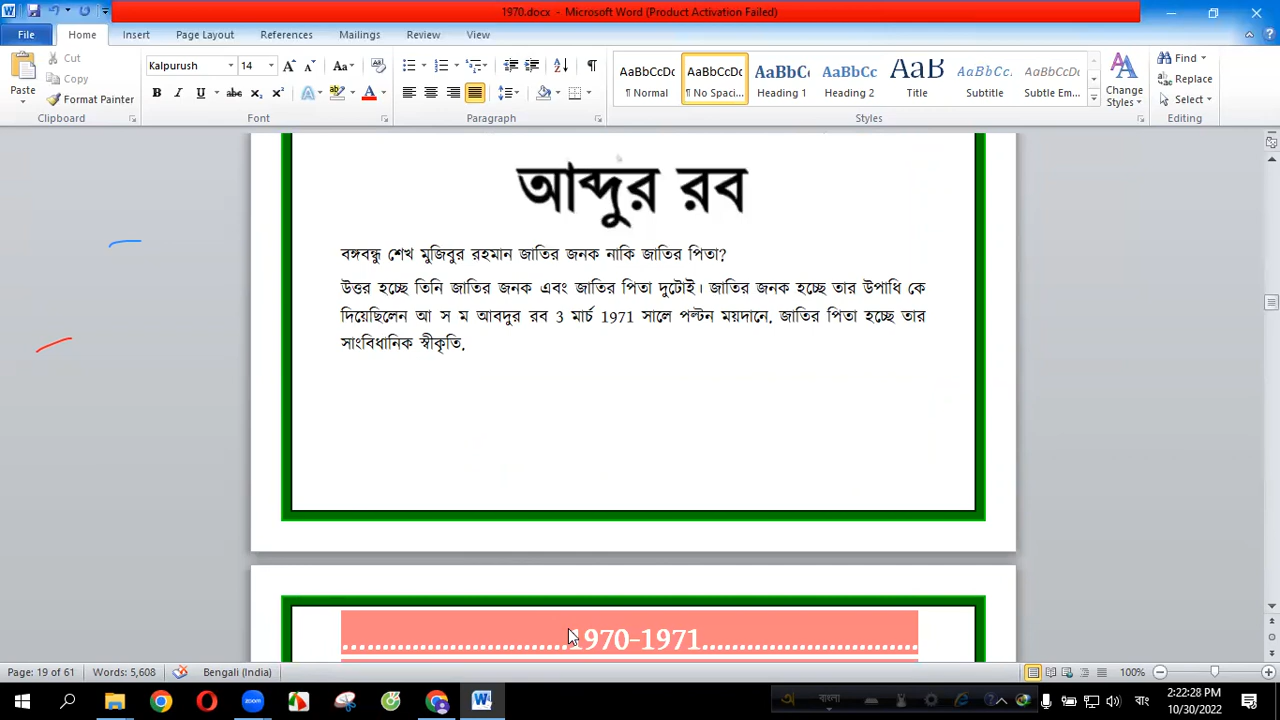 1970.docx - Microsoft Word (Product Activation Failed)
File Home Insert Page Layout References Mailings Review View
Paste
Cut
Copy
Format Painter
Clipboard
Kalpurush 14
Font
Paragraph
AaBbCcDc AaBbCcDc AaBbC AaBbCc AaB AaBbCc. AaBbCcDc
¶ Normal ¶ No Spaci... Heading 1 Heading 2 Title Subtitle Subtle Em...
Change Styles
Styles
Find
Replace
Select
Editing
আব্দুর রব
বঙ্গবন্ধু শেখ মুজিবুর রহমান জাতির জনক নাকি জাতির পিতা?
উত্তর হচ্ছে তিনি জাতির জনক এবং জাতির পিতা দুটোই। জাতির জনক হচ্ছে তার উপাধি কে
দিয়েছিলেন আ স ম আবদুর রব 3 মার্চ 1971 সালে পল্টন ময়দানে. জাতির পিতা হচ্ছে তার
সাংবিধানিক স্বীকৃতি.
............................1970-1971............................
Page: 19 of 61 Words: 5,608 Bengali (India) 100%
zoom
বাংলা
বাং
2:22:28 PM
10/30/2022